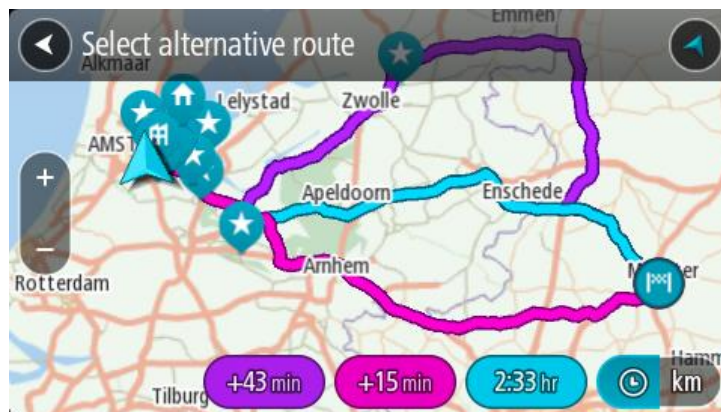 Emmen
Select alternative route
Alkmaar
Lelystad
Zwolle
Apeldoorn
Enschede
Arnhem
Rotterdam
Tilburg
+43 min
+15 min
2:33 hr
km
+
−